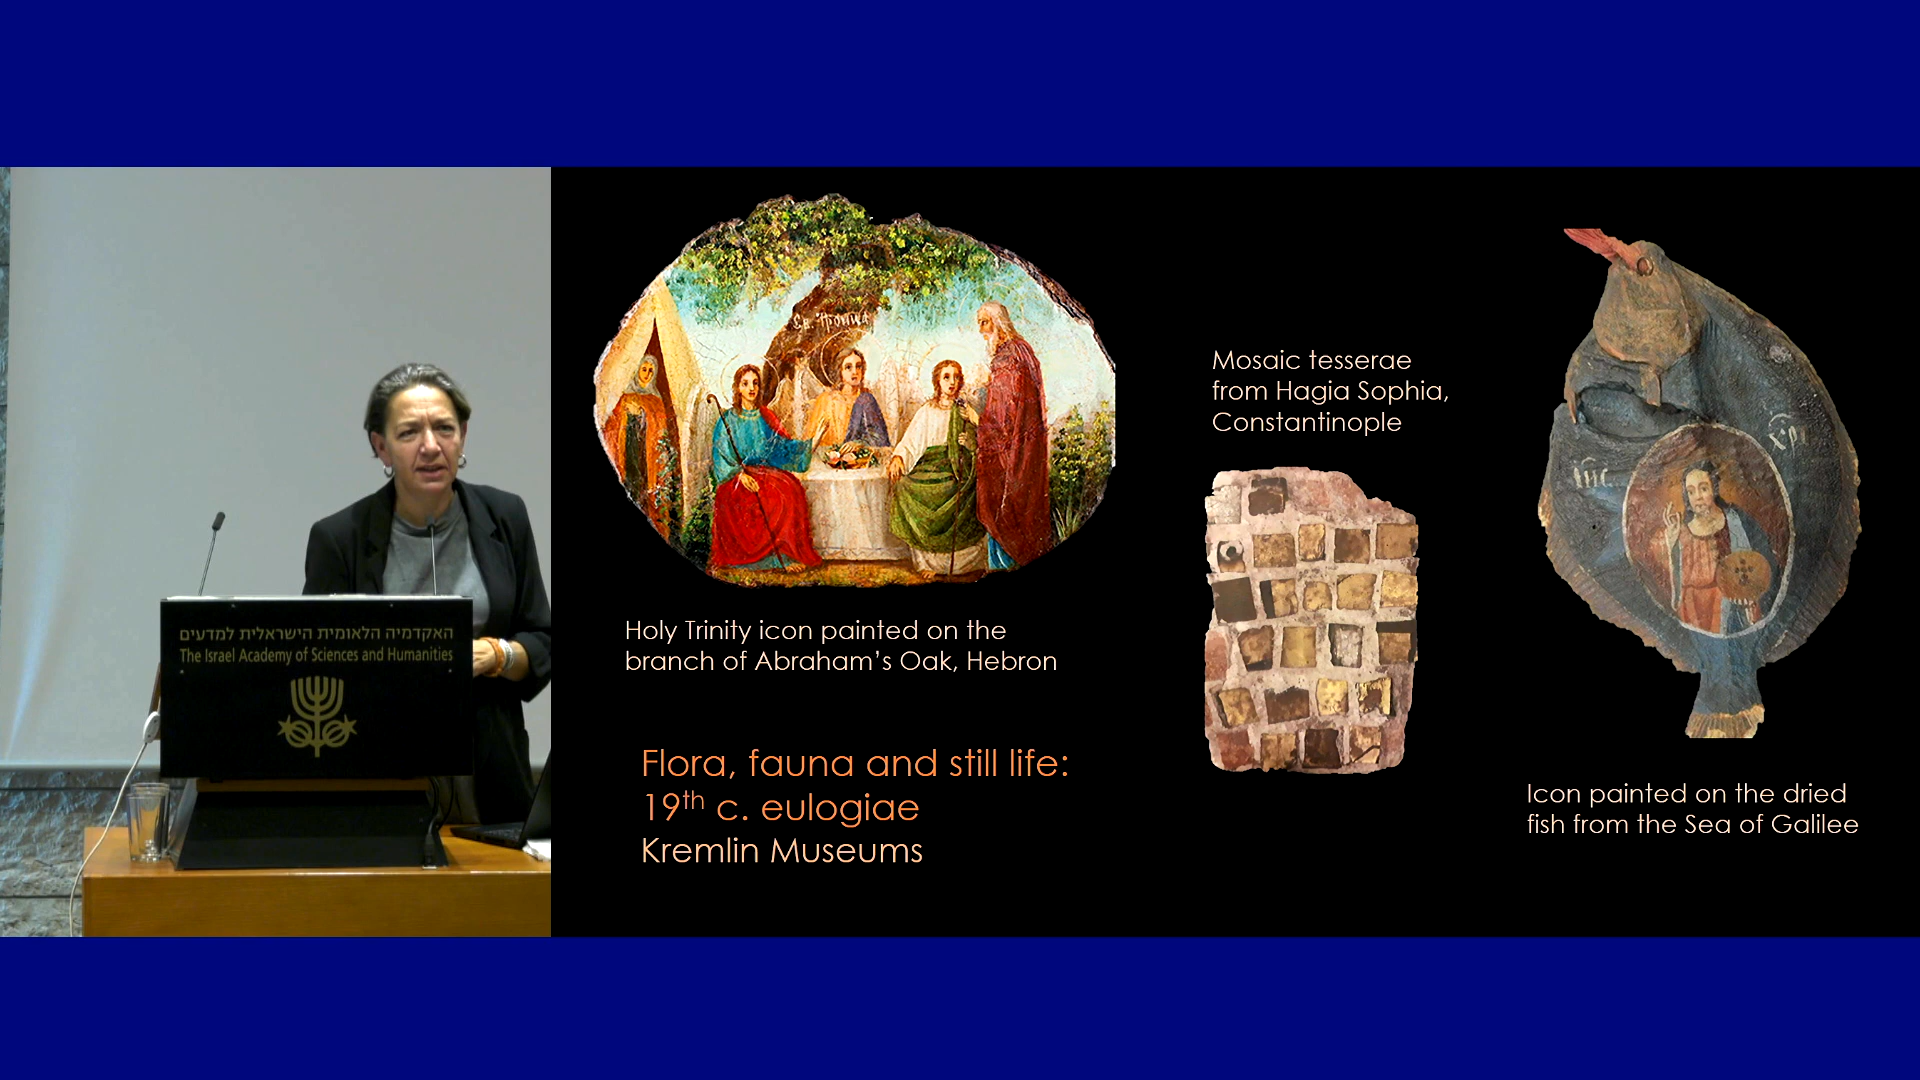 האקדמיה הלאומית הישראלית למדעים
The Israel Academy of Sciences and Humanities
Св. Троица
Holy Trinity icon painted on the
branch of Abraham's Oak, Hebron
Flora, fauna and still life:
19th c. eulogiae
Kremlin Museums
Mosaic tesserae
from Hagia Sophia,
Constantinople
Icon painted on the dried
fish from the Sea of Galilee